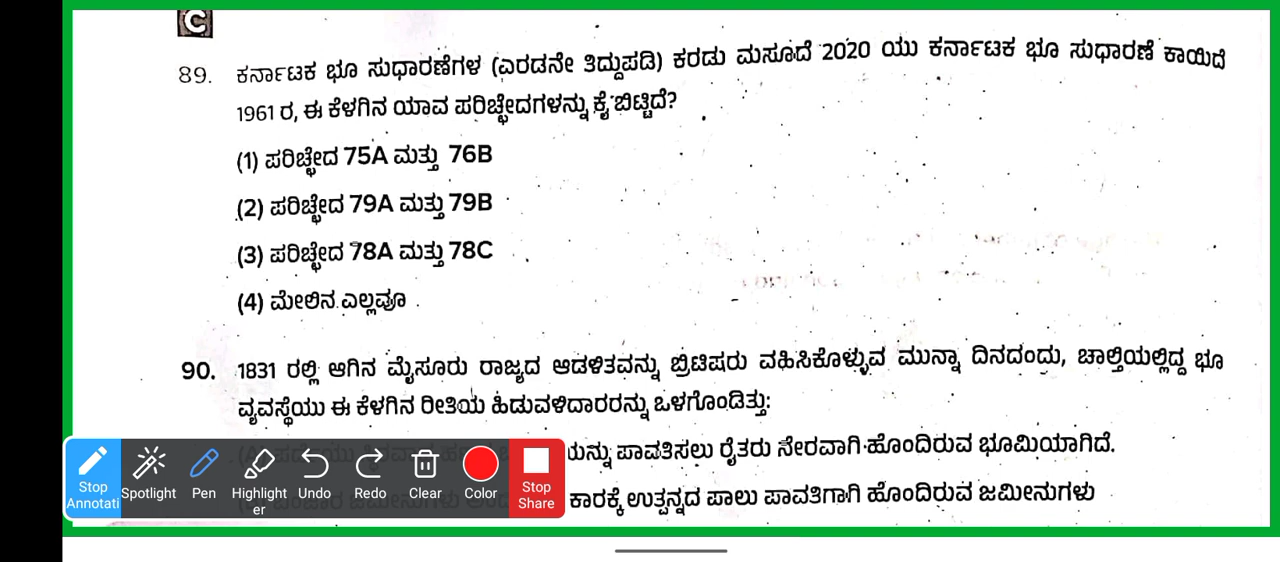 C
89. ಕರ್ನಾಟಕ ಭೂ ಸುಧಾರಣೆಗಳ (ಎರಡನೇ ತಿದ್ದುಪಡಿ) ಕರಡು ಮಸೂದೆ 2020 ಯು ಕರ್ನಾಟಕ ಭೂ ಸುಧಾರಣೆ ಕಾಯಿದೆ
1961 ರ, ಈ ಕೆಳಗಿನ ಯಾವ ಪರಿಚ್ಛೇದಗಳನ್ನು ಕೈಬಿಟ್ಟಿದೆ?
(1) ಪರಿಚ್ಛೇದ 75A ಮತ್ತು 76B
(2) ಪರಿಚ್ಛೇದ 79A ಮತ್ತು 79B
(3) ಪರಿಚ್ಛೇದ 78A ಮತ್ತು 78C
(4) ಮೇಲಿನ ಎಲ್ಲವೂ
90. 1831 ರಲ್ಲಿ ಆಗಿನ ಮೈಸೂರು ರಾಜ್ಯದ ಆಡಳಿತವನ್ನು ಬ್ರಿಟಿಷರು ವಹಿಸಿಕೊಳ್ಳುವ ಮುನ್ನಾ ದಿನದಂದು, ಚಾಲ್ತಿಯಲ್ಲಿದ್ದ ಭೂ
ವ್ಯವಸ್ಥೆಯು ಈ ಕೆಳಗಿನ ರೀತಿಯ ಹಿಡುವಳಿದಾರರನ್ನು ಒಳಗೊಂಡಿತ್ತು:
ಯನ್ನು ಪಾವತಿಸಲು ರೈತರು ನೇರವಾಗಿ ಹೊಂದಿರುವ ಭೂಮಿಯಾಗಿದೆ.
ಕಾರಕ್ಕೆ ಉತ್ಪನ್ನದ ಪಾಲು ಪಾವತಿಗಾಗಿ ಹೊಂದಿರುವ ಜಮೀನುಗಳು
Stop Annotati Spotlight Pen Highlighter Undo Redo Clear Color Stop Share